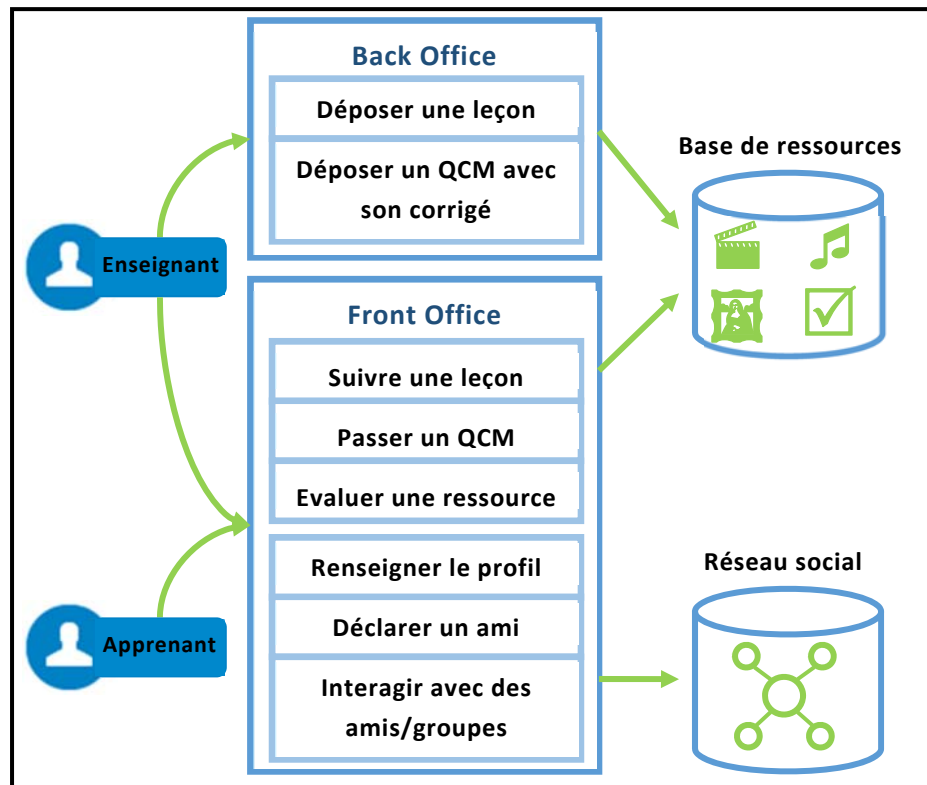 Back Office
Déposer une leçon
Déposer un QCM avec
son corrigé
Base de ressources
Enseignant
Front Office
Suivre une leçon
Passer un QCM
Evaluer une ressource
Renseigner le profil
Déclarer un ami
Interagir avec des
amis/groupes
Réseau social
Apprenant